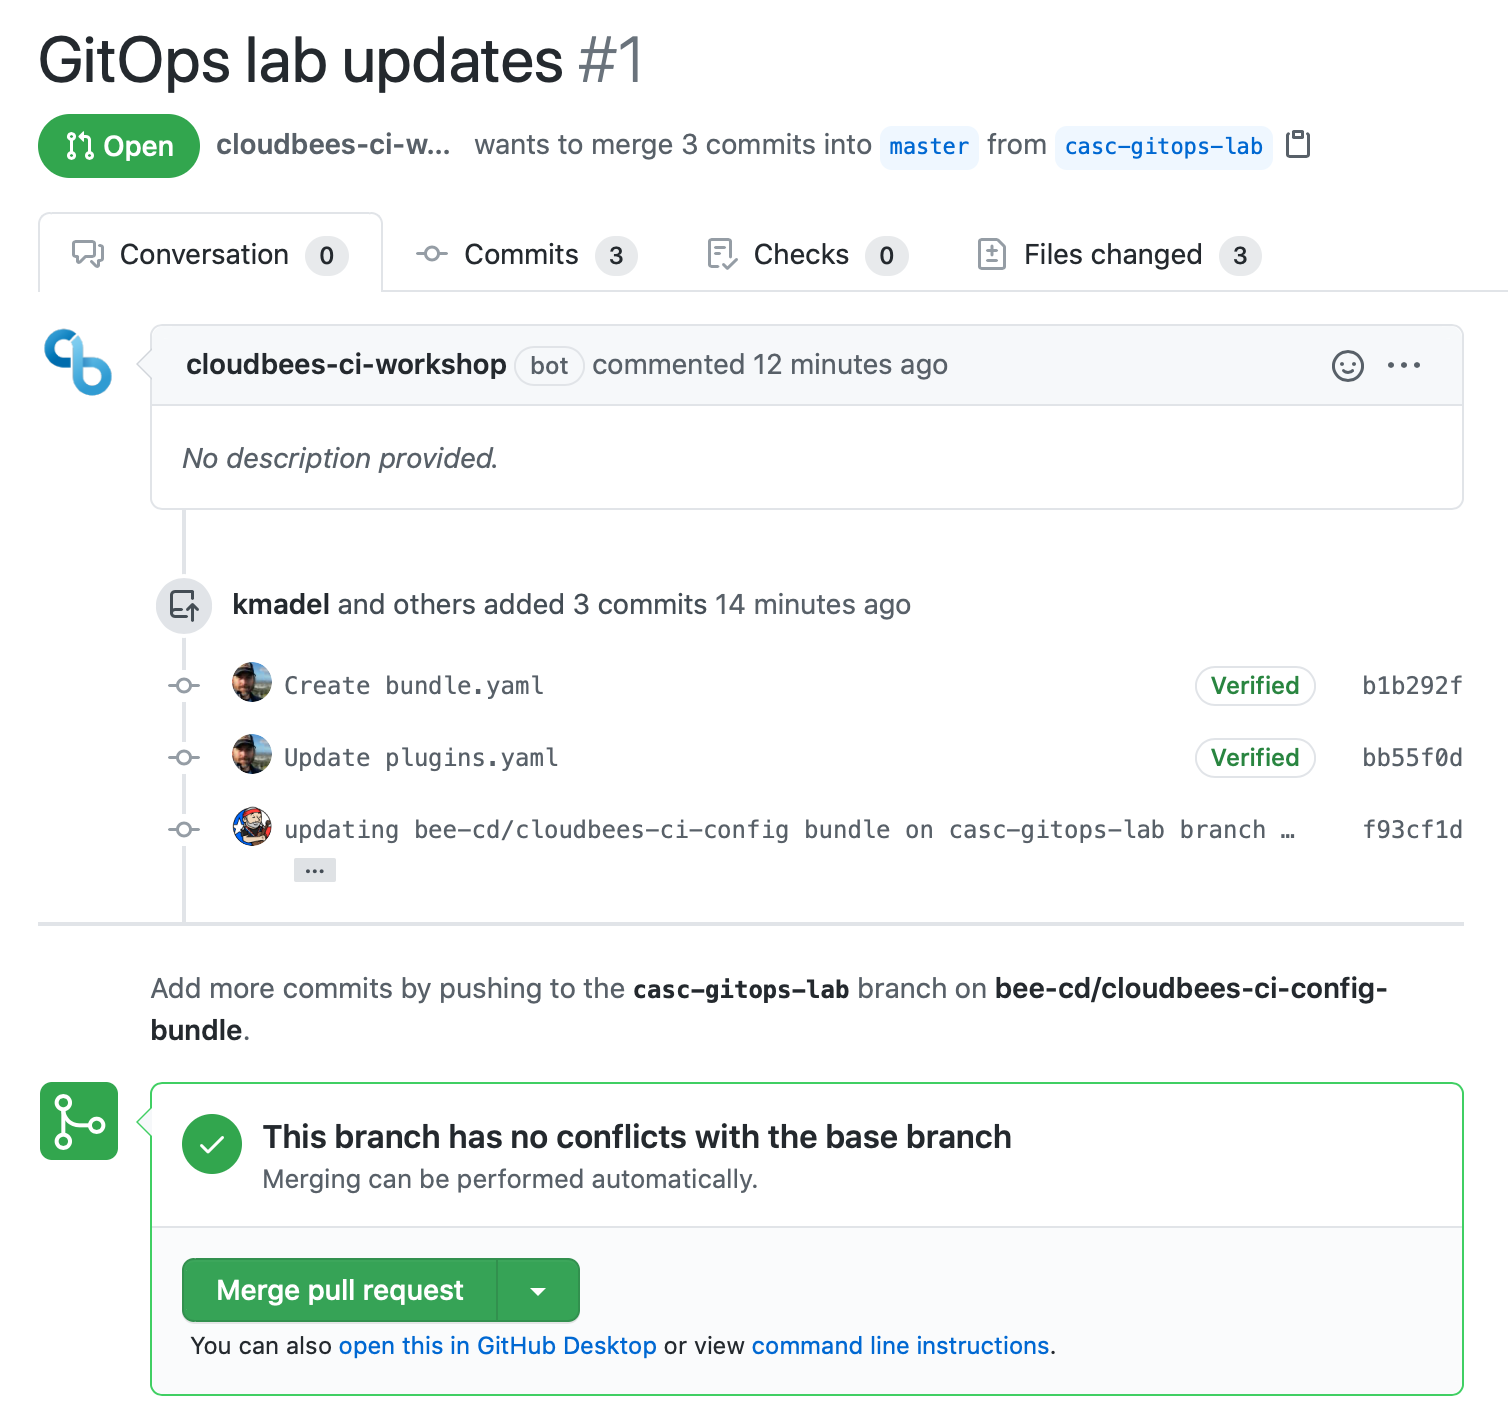 GitOps lab updates #1
Open cloudbees-ci-w... wants to merge 3 commits into master from casc-gitops-lab
Conversation 0 Commits 3 Checks 0 Files changed 3
cloudbees-ci-workshop bot commented 12 minutes ago
No description provided.
kmadel and others added 3 commits 14 minutes ago
Create bundle.yaml Verified b1b292f
Update plugins.yaml Verified bb55f0d
updating bee-cd/cloudbees-ci-config bundle on casc-gitops-lab branch … f93cf1d
…
Add more commits by pushing to the casc-gitops-lab branch on bee-cd/cloudbees-ci-config-
bundle.
This branch has no conflicts with the base branch
Merging can be performed automatically.
Merge pull request
You can also open this in GitHub Desktop or view command line instructions.